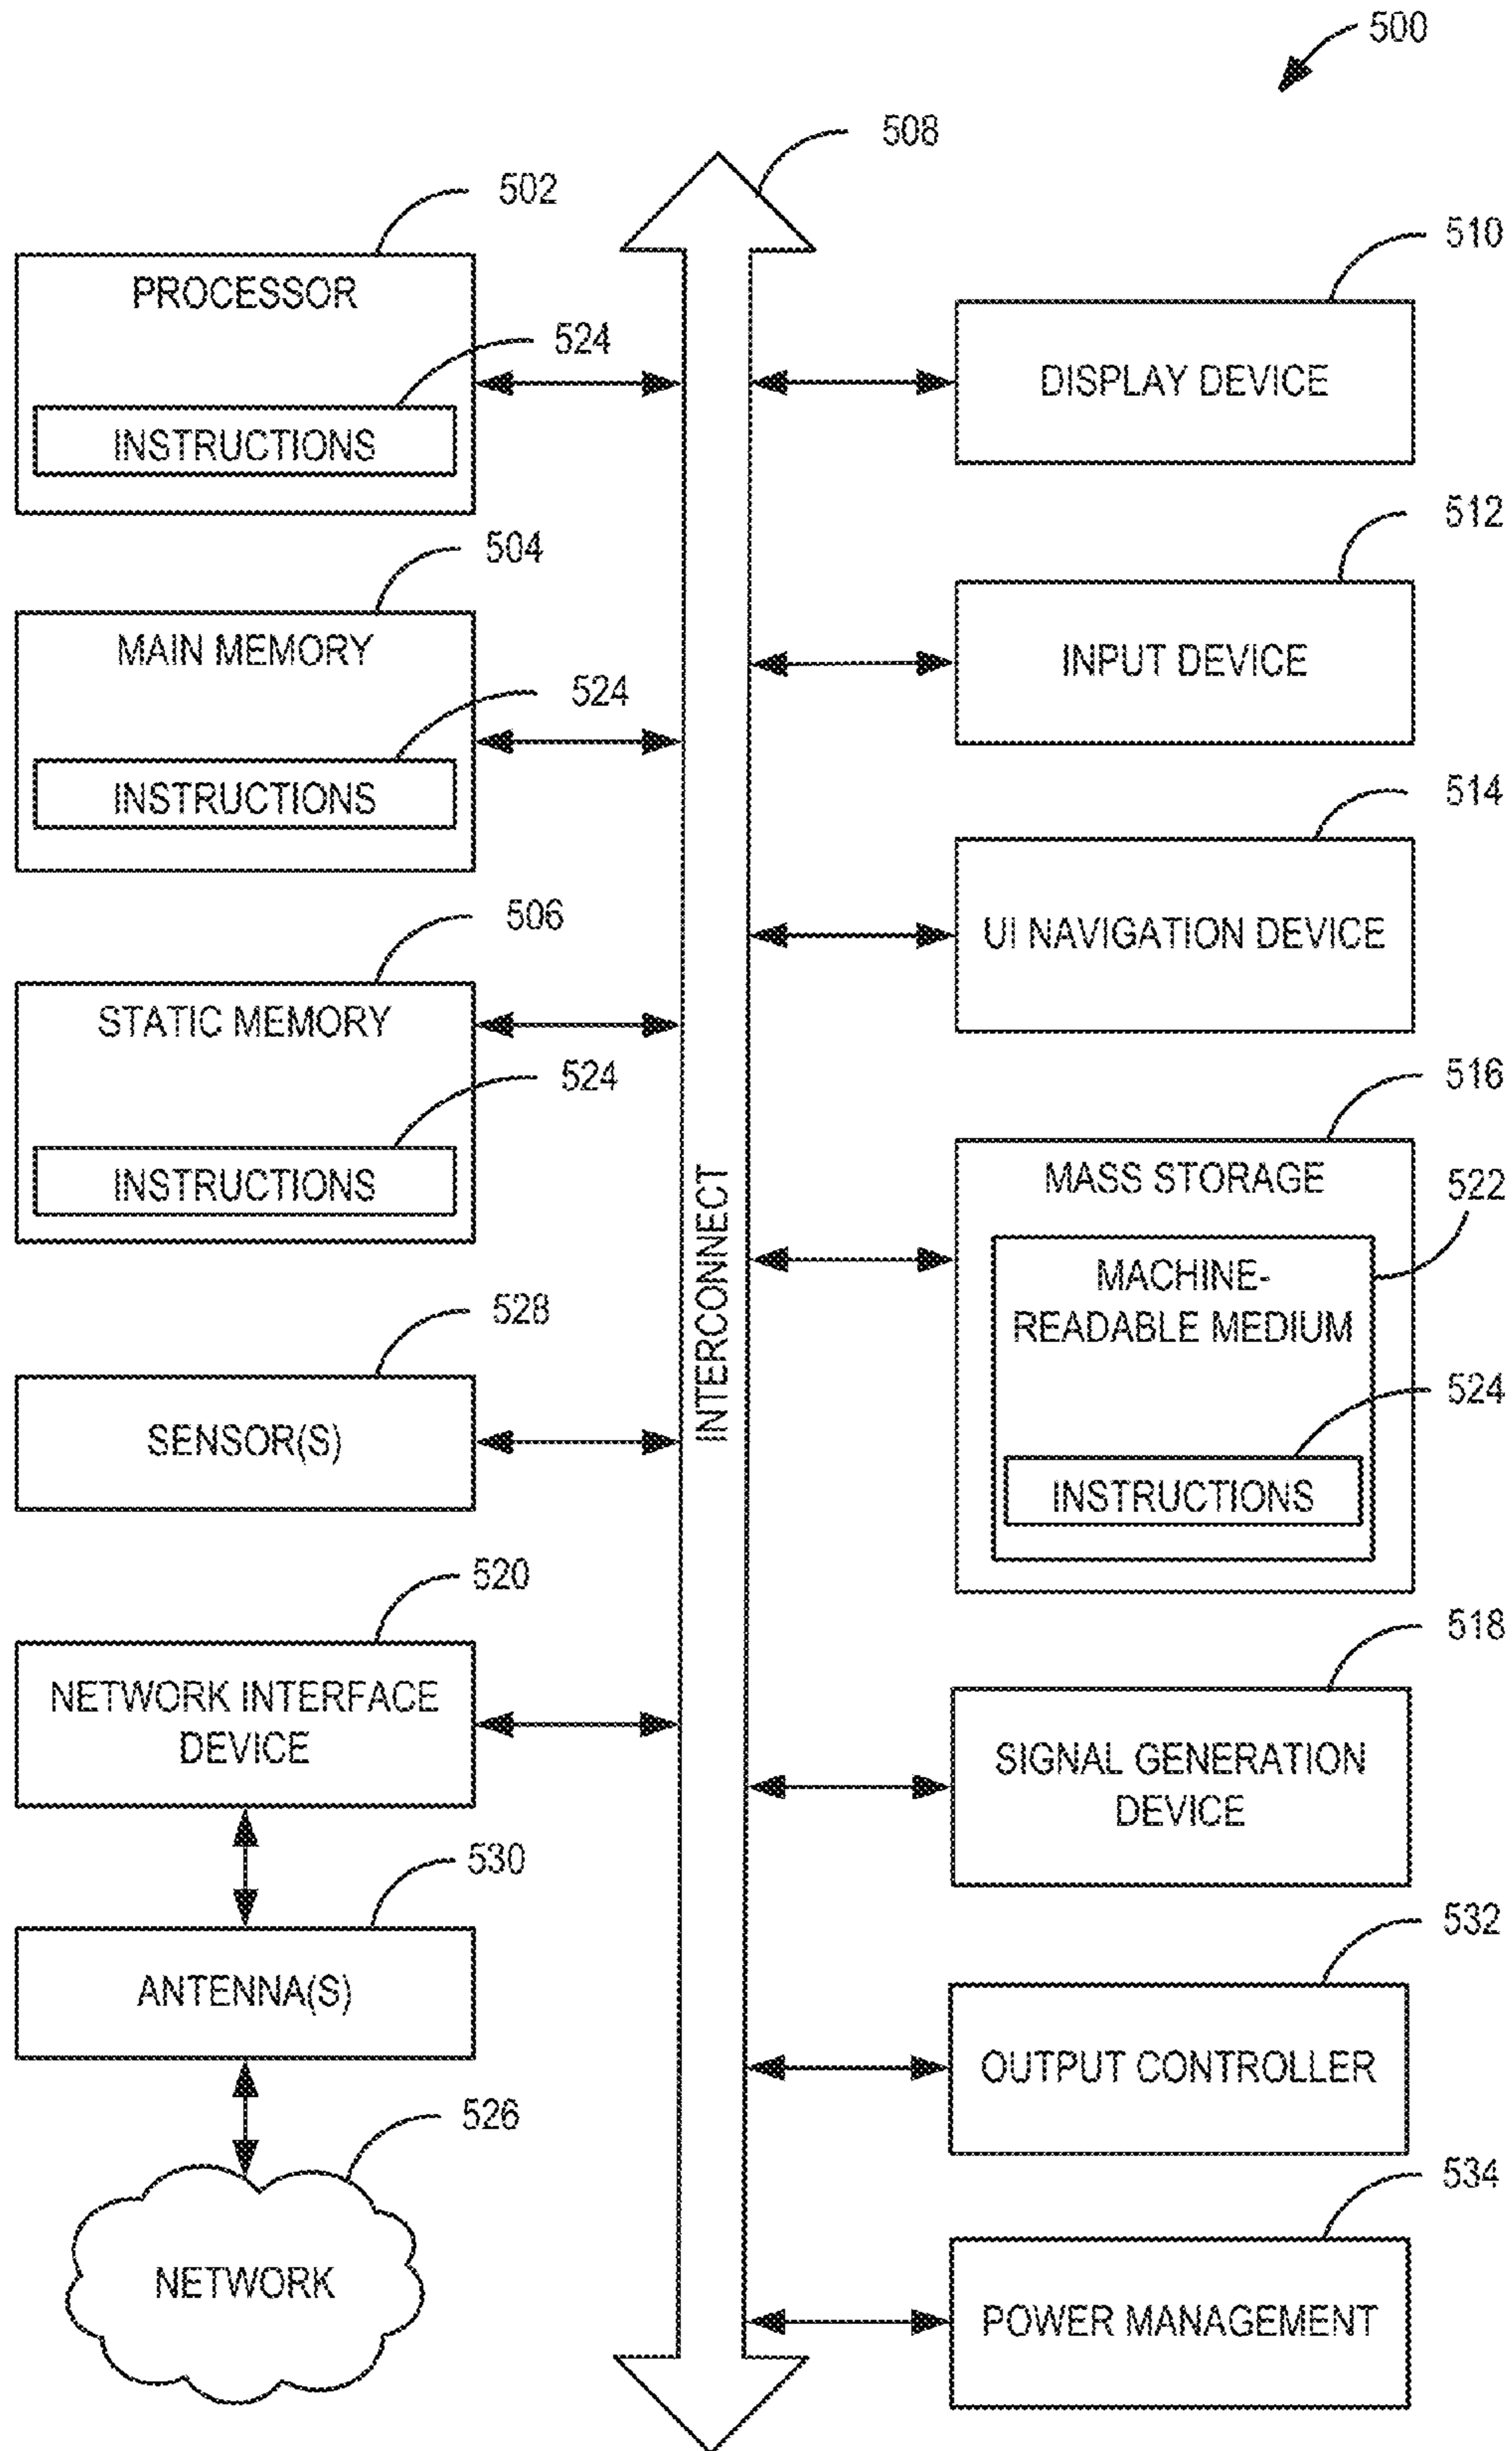 500
508
502
PROCESSOR
524
INSTRUCTIONS
504
MAIN MEMORY
524
INSTRUCTIONS
506
STATIC MEMORY
524
INSTRUCTIONS
528
SENSOR(S)
520
NETWORK INTERFACE
DEVICE
530
ANTENNA(S)
526
NETWORK
INTERCONNECT
510
DISPLAY DEVICE
512
INPUT DEVICE
514
UI NAVIGATION DEVICE
516
MASS STORAGE
522
MACHINE-
READABLE MEDIUM
524
INSTRUCTIONS
518
SIGNAL GENERATION
DEVICE
532
OUTPUT CONTROLLER
534
POWER MANAGEMENT